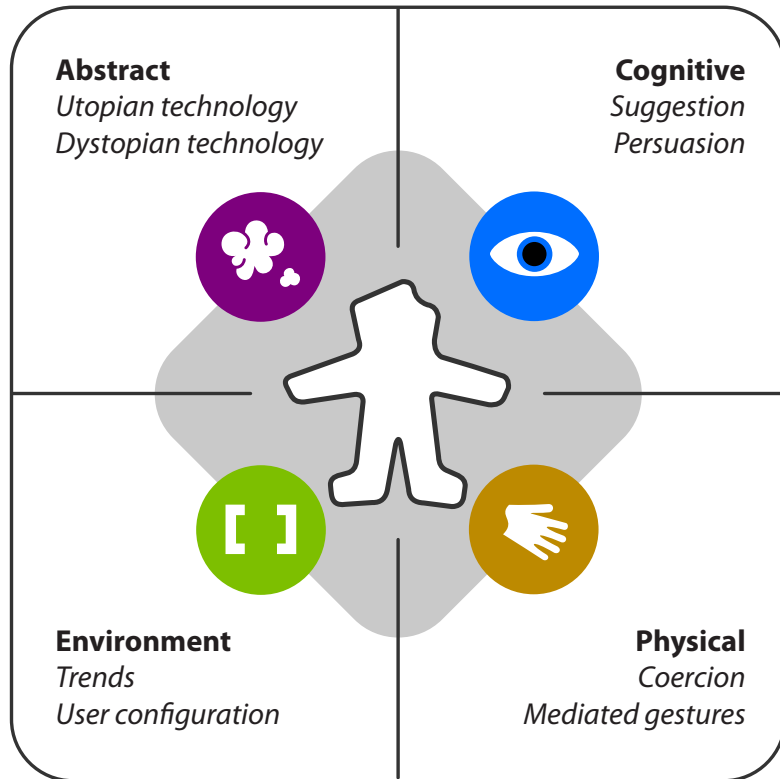 Abstract
Utopian technology
Dystopian technology
Cognitive
Suggestion
Persuasion
Environment
Trends
User configuration
Physical
Coercion
Mediated gestures